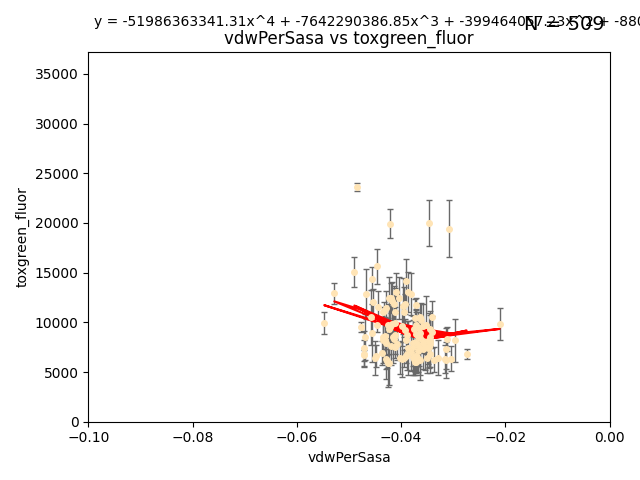 y = -51986363341.31x^4 + -7642290386.85x^3 + -399464057.23x^2 + -880
N = 509
vdwPerSasa vs toxgreen_fluor
35000
30000
25000
20000
15000
10000
5000
0
toxgreen_fluor
−0.10 −0.08 −0.06 −0.04 −0.02 0.00
vdwPerSasa